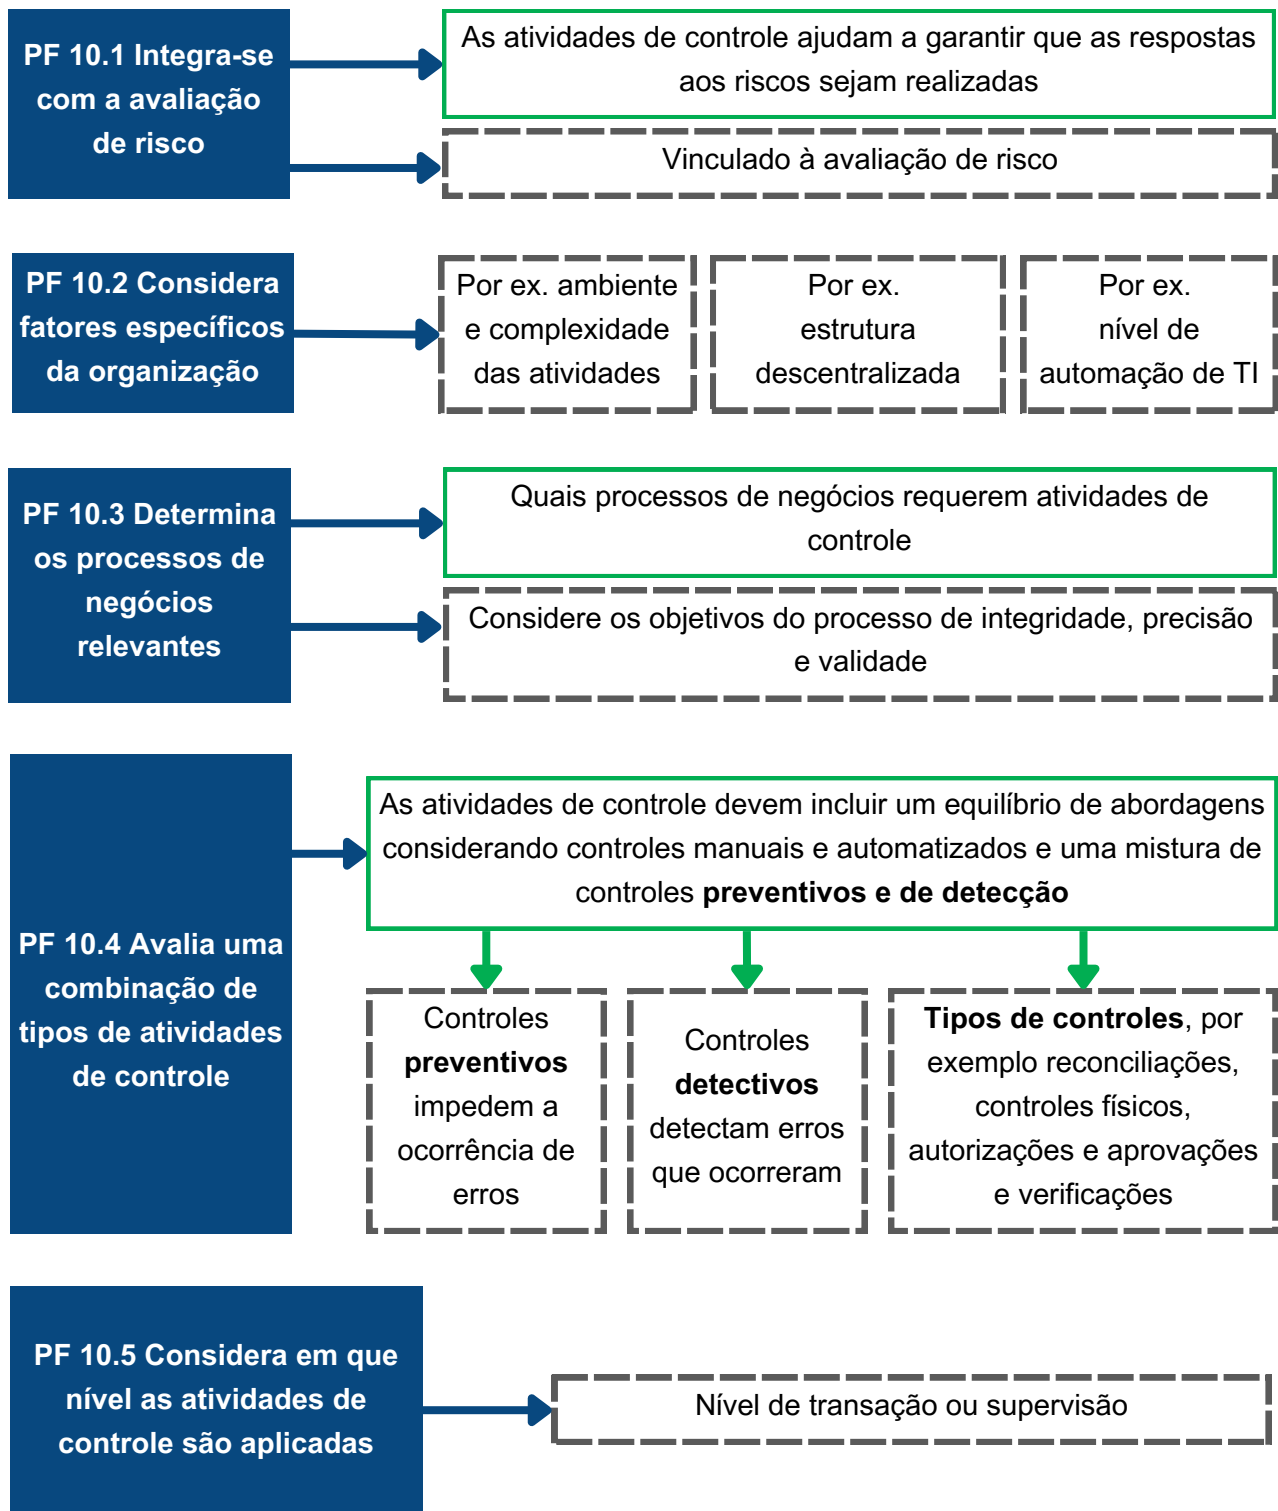 PF 10.1 Integra-se
com a avaliação
de risco
As atividades de controle ajudam a garantir que as respostas
aos riscos sejam realizadas
Vinculado à avaliação de risco
PF 10.2 Considera
fatores específicos
da organização
Por ex. ambiente
e complexidade
das atividades
Por ex.
estrutura
descentralizada
Por ex.
nível de
automação de TI
PF 10.3 Determina
os processos de
negócios
relevantes
Quais processos de negócios requerem atividades de
controle
Considere os objetivos do processo de integridade, precisão
e validade
PF 10.4 Avalia uma
combinação de
tipos de atividades
de controle
As atividades de controle devem incluir um equilíbrio de abordagens
considerando controles manuais e automatizados e uma mistura de
controles preventivos e de detecção
Controles
preventivos
impedem a
ocorrência de
erros
Controles
detectivos
detectam erros
que ocorreram
Tipos de controles, por
exemplo reconciliações,
controles físicos,
autorizações e aprovações
e verificações
PF 10.5 Considera em que
nível as atividades de
controle são aplicadas
Nível de transação ou supervisão